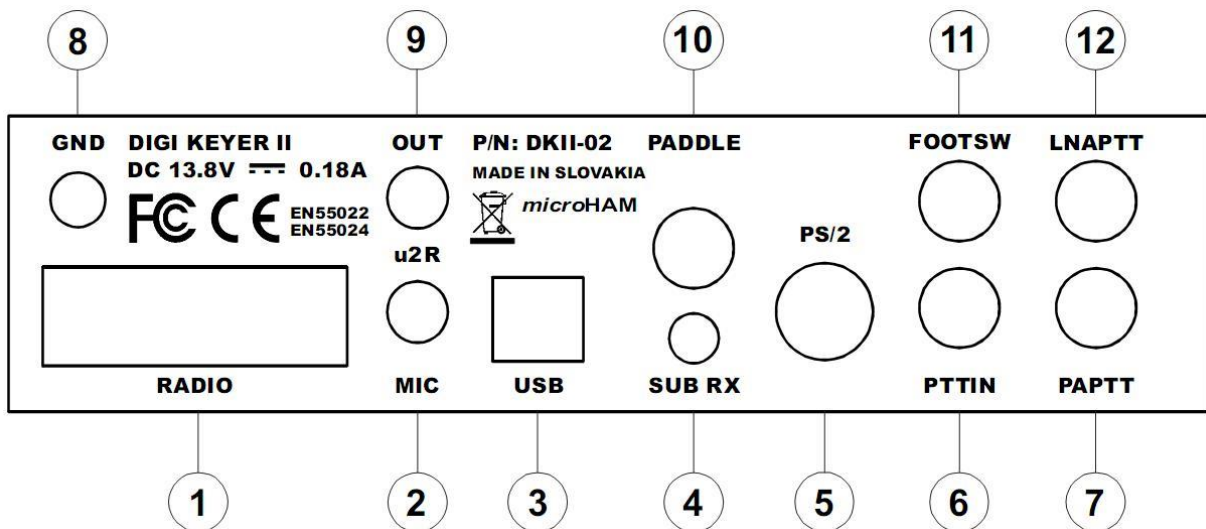 8 9 10 11 12
GND DIGI KEYER II OUT P/N: DKII-02 PADDLE FOOTSW LNAPTT
DC 13.8V 0.18A MADE IN SLOVAKIA
FC CE EN55022 microHAM
EN55024
u2R PS/2
RADIO MIC USB SUB RX PTTIN PAPTT
1 2 3 4 5 6 7